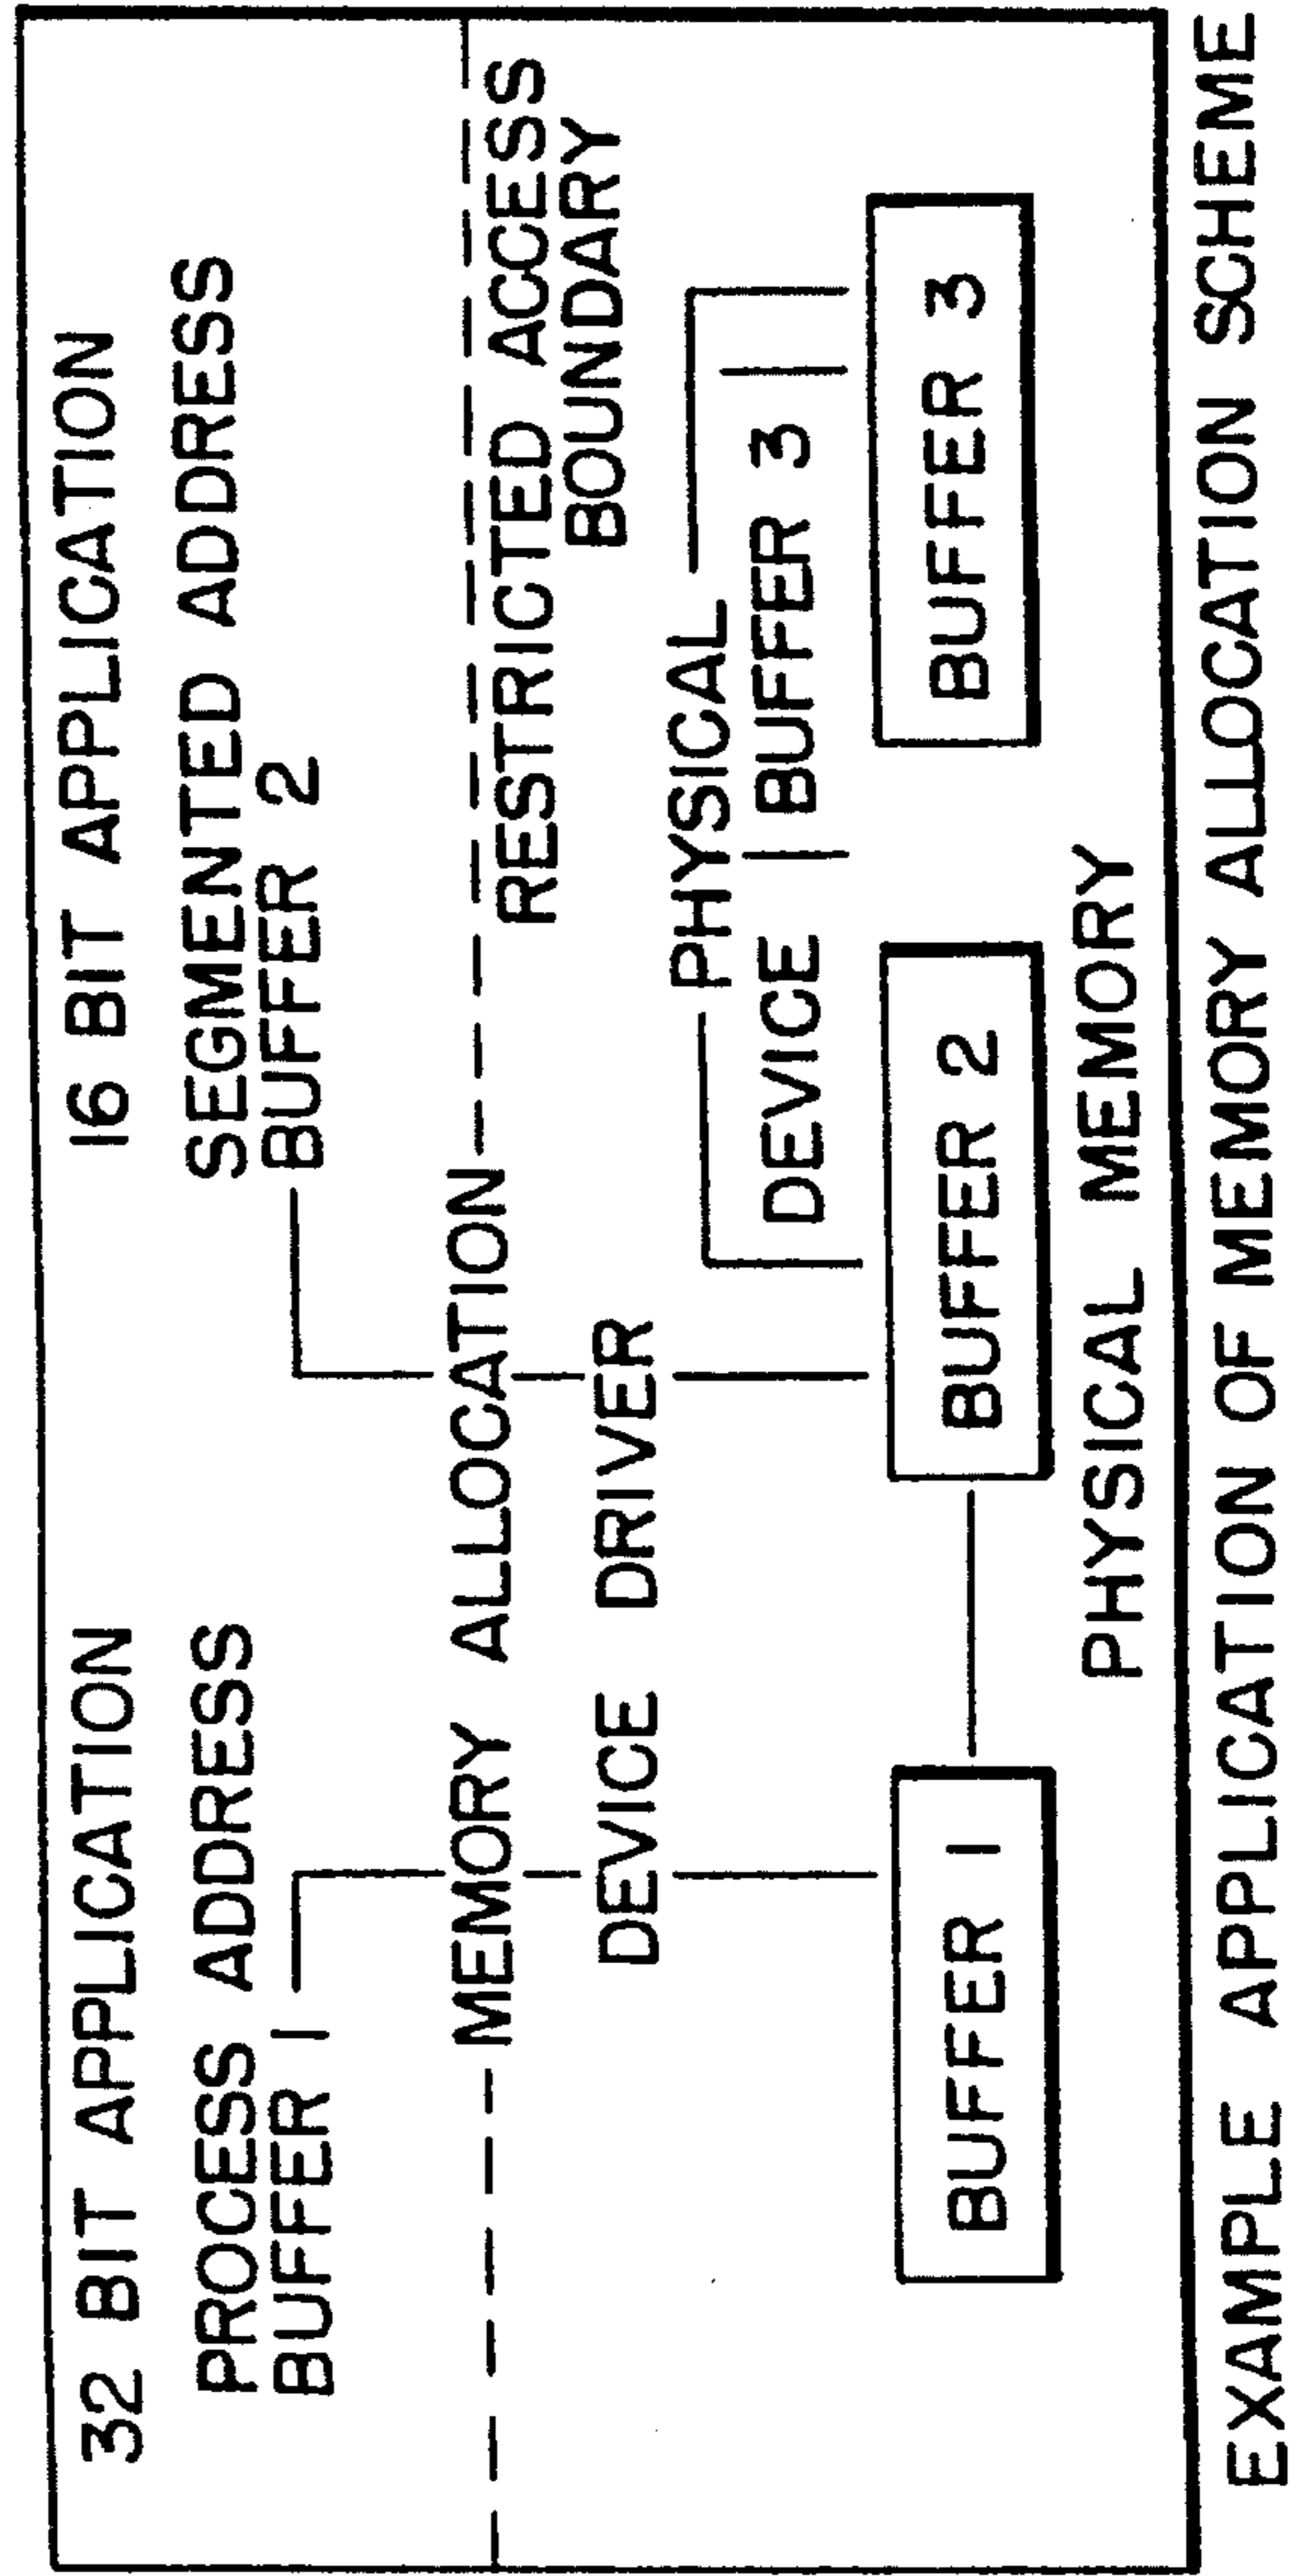 32 BIT APPLICATION
16 BIT APPLICATION
PROCESS ADDRESS
BUFFER 1
SEGMENTED ADDRESS
BUFFER 2
MEMORY ALLOCATION
DEVICE DRIVER
RESTRICTED ACCESS
BOUNDARY
PHYSICAL
DEVICE BUFFER 3
BUFFER 1
BUFFER 2
BUFFER 3
PHYSICAL MEMORY
EXAMPLE APPLICATION OF MEMORY ALLOCATION SCHEME